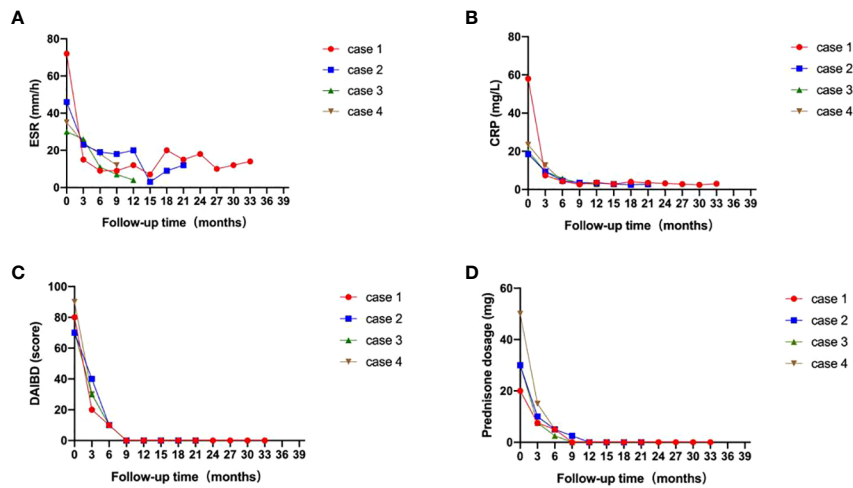 A
80
60
40
20
0
ESR (mm/h)
0 3 6 9 12 15 18 21 24 27 30 33 36 39
Follow-up time（months)
case 1
case 2
case 3
case 4
B
80
60
40
20
0
CRP (mg/L)
0 3 6 9 12 15 18 21 24 27 30 33 36 39
Follow-up time（months)
case 1
case 2
case 3
case 4
C
100
80
60
40
20
0
DAIBD (score)
0 3 6 9 12 15 18 21 24 27 30 33 36 39
Follow-up time（months)
case 1
case 2
case 3
case 4
D
60
40
20
0
Prednisone dosage (mg)
0 3 6 9 12 15 18 21 24 27 30 33 36 39
Follow-up time（months)
case 1
case 2
case 3
case 4